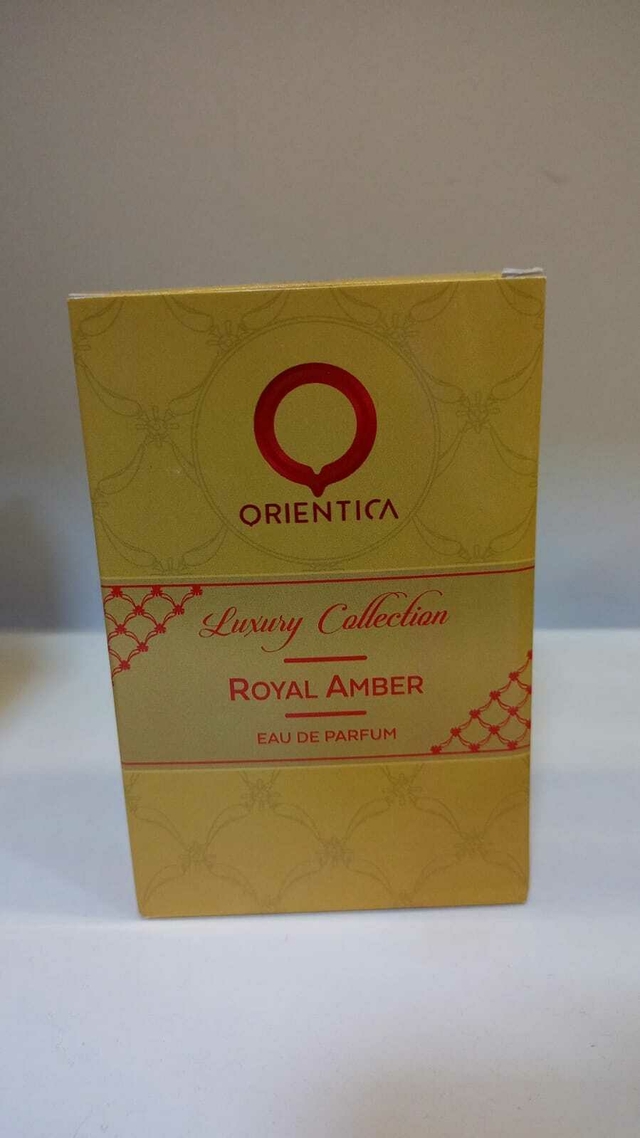 ORIENTICA
Luxury Collection
ROYAL AMBER
EAU DE PARFUM